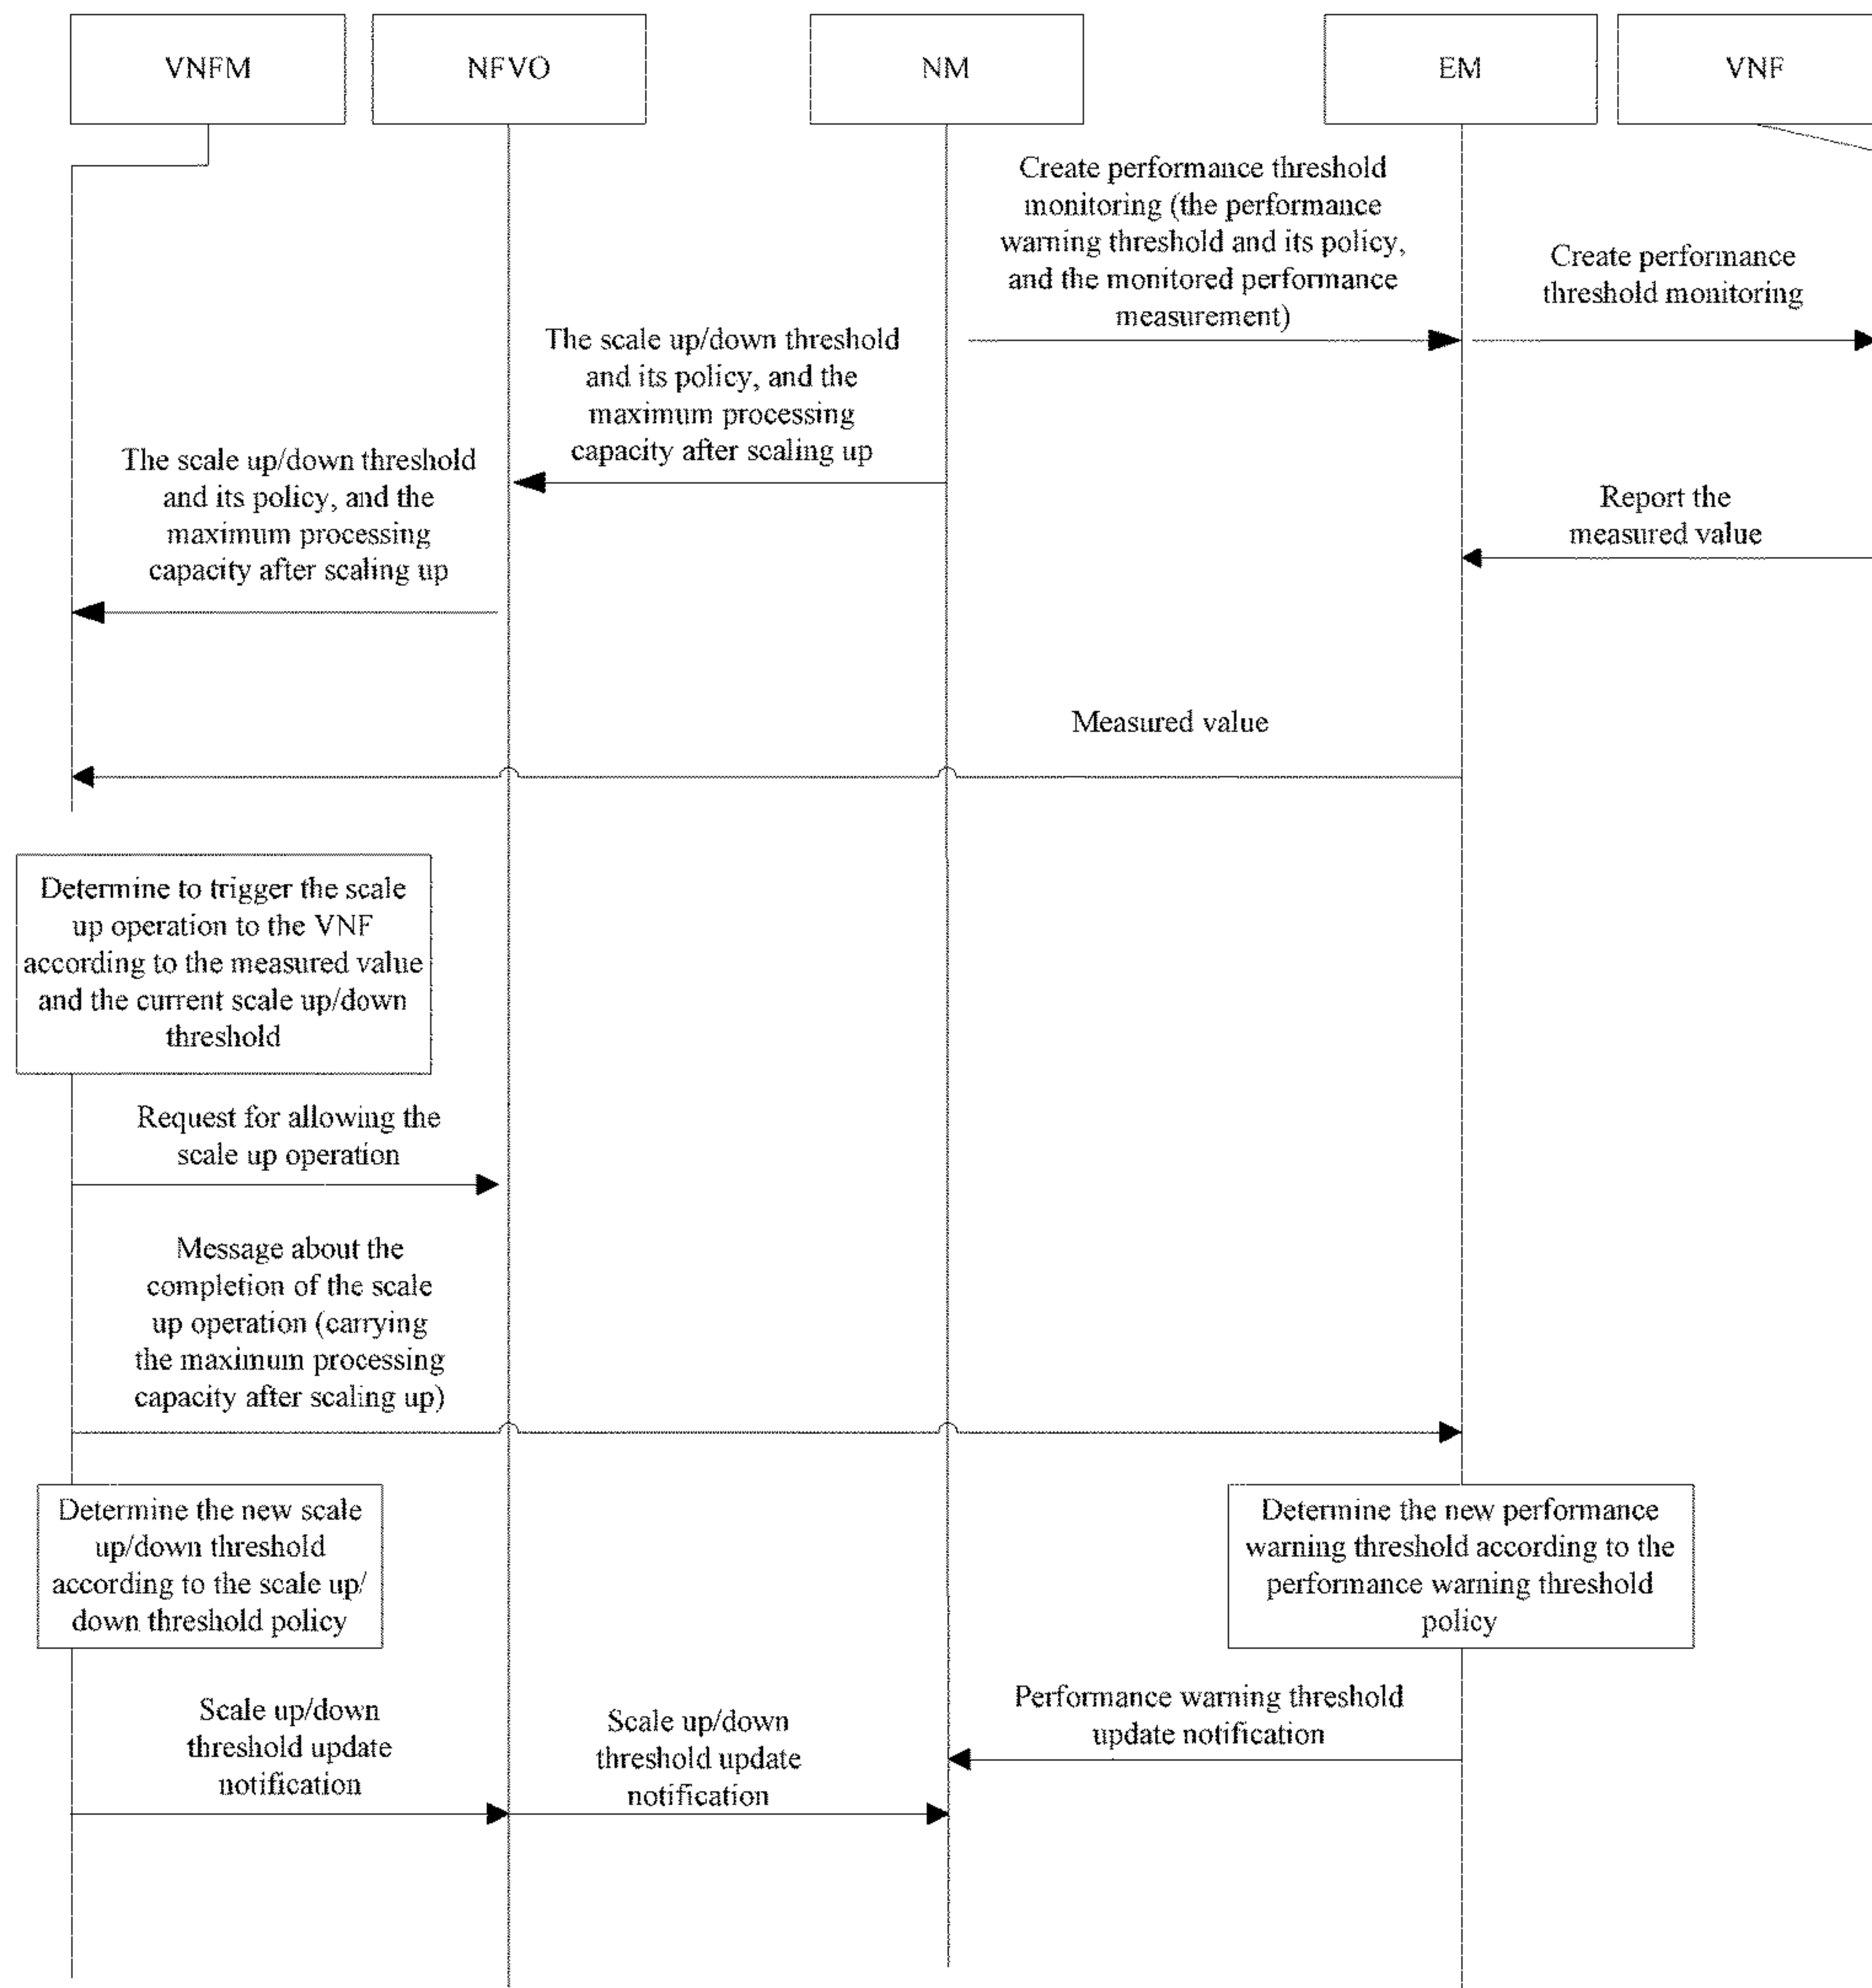 VNFM
NFVO
NM
EM
VNF
Create performance threshold
monitoring (the performance
warning threshold and its policy,
and the monitored performance
measurement)
Create performance
threshold monitoring
The scale up/down threshold
and its policy, and the
maximum processing
capacity after scaling up
The scale up/down threshold
and its policy, and the
maximum processing
capacity after scaling up
Report the
measured value
Measured value
Determine to trigger the scale
up operation to the VNF
according to the measured value
and the current scale up/down
threshold
Request for allowing the
scale up operation
Message about the
completion of the scale
up operation (carrying
the maximum processing
capacity after scaling up)
Determine the new scale
up/down threshold
according to the scale up/
down threshold policy
Determine the new performance
warning threshold according to the
performance warning threshold
policy
Scale up/down
threshold update
notification
Scale up/down
threshold update
notification
Performance warning threshold
update notification